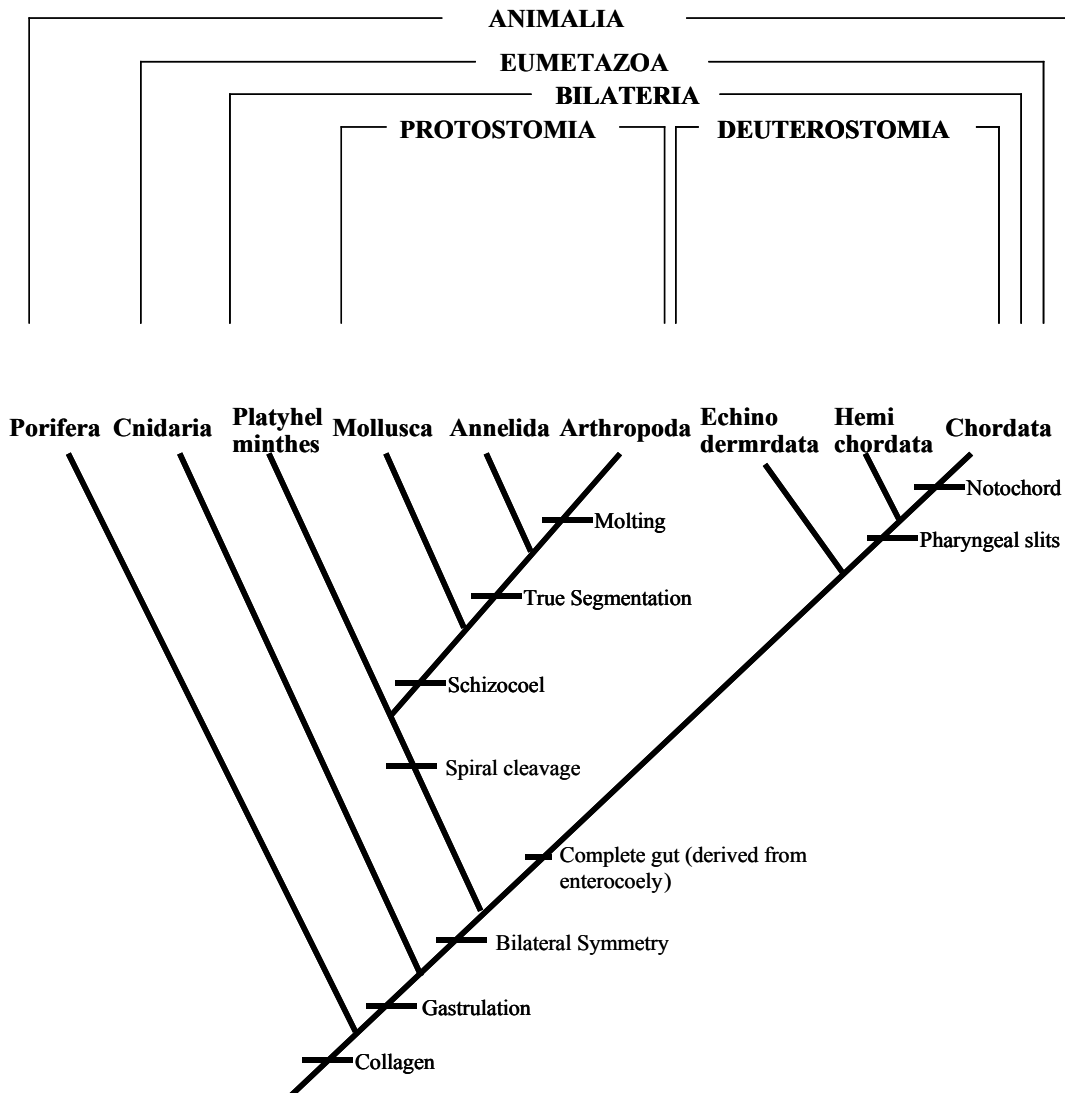 ANIMALIA
EUMETAZOA
BILATERIA
PROTOSTOMIA
DEUTEROSTOMIA
Porifera
Cnidaria
Platyhel
minthes
Mollusca
Annelida
Arthropoda
Echino
dermrdata
Hemi
chordata
Chordata
Notochord
Molting
Pharyngeal slits
True Segmentation
Schizocoel
Spiral cleavage
Complete gut (derived from
enterocoely)
Bilateral Symmetry
Gastrulation
Collagen